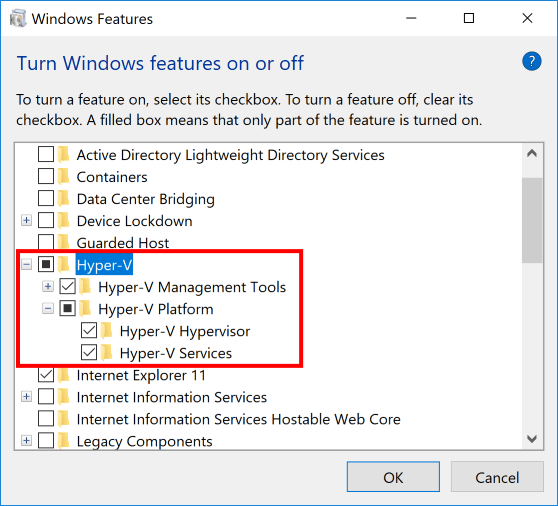 Windows Features
Turn Windows features on or off
?
To turn a feature on, select its checkbox. To turn a feature off, clear its
checkbox. A filled box means that only part of the feature is turned on.
Active Directory Lightweight Directory Services
Containers
Data Center Bridging
Device Lockdown
Guarded Host
Hyper-V
Hyper-V Management Tools
Hyper-V Platform
Hyper-V Hypervisor
Hyper-V Services
Internet Explorer 11
Internet Information Services
Internet Information Services Hostable Web Core
Legacy Components
OK
Cancel